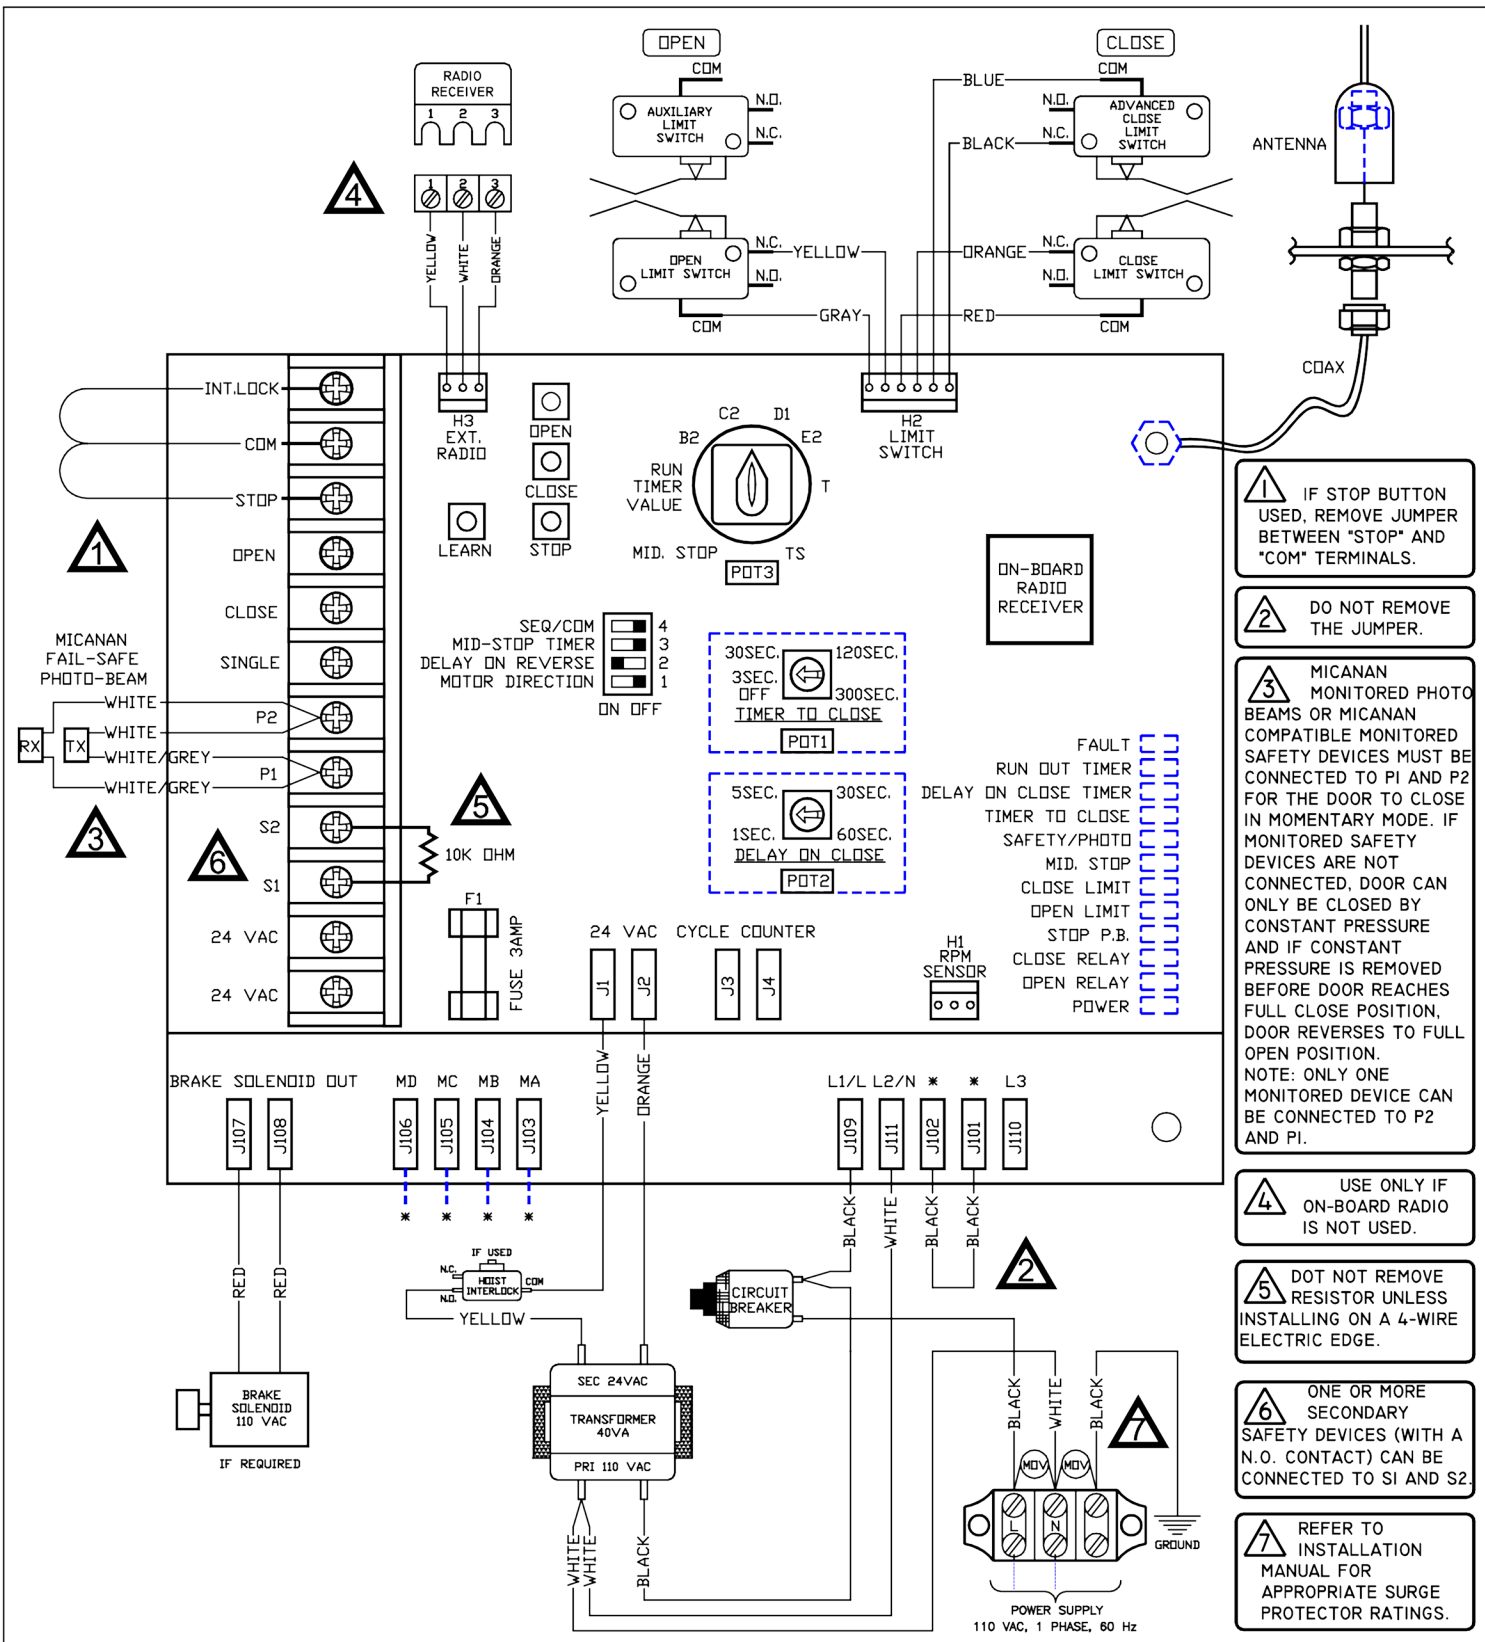 OPEN
CLOSE
RADIO
RECEIVER
1 2 3
1 2 3
4
YELLOW
WHITE
ORANGE
COM
AUXILIARY
LIMIT
SWITCH
N.O.
N.C.
OPEN
LIMIT SWITCH
N.C.
N.O.
COM
YELLOW
GRAY
BLUE
BLACK
ORANGE
RED
COM
N.O.
N.C.
ADVANCED
CLOSE
LIMIT
SWITCH
N.C.
N.O.
CLOSE
LIMIT SWITCH
COM
ANTENNA
COAX
INT.LOCK
COM
STOP
OPEN
CLOSE
SINGLE
P2
P1
S2
S1
24 VAC
24 VAC
1
MICANAN
FAIL-SAFE
PHOTO-BEAM
WHITE
WHITE
WHITE/GREY
WHITE/GREY
RX
TX
3
6
5
10K OHM
F1
FUSE 3AMP
H3
EXT.
RADIO
OPEN
CLOSE
STOP
LEARN
B2
C2
D1
E2
T
TS
MID. STOP
RUN
TIMER
VALUE
POT3
H2
LIMIT
SWITCH
ON-BOARD
RADIO
RECEIVER
SEQ/COM 4
MID-STOP TIMER 3
DELAY ON REVERSE 2
MOTOR DIRECTION 1
ON OFF
30SEC. 120SEC.
3SEC.
OFF 300SEC.
TIMER TO CLOSE
POT1
5SEC. 30SEC.
1SEC. 60SEC.
DELAY ON CLOSE
POT2
FAULT
RUN OUT TIMER
DELAY ON CLOSE TIMER
TIMER TO CLOSE
SAFETY/PHOTO
MID. STOP
CLOSE LIMIT
OPEN LIMIT
STOP P.B.
CLOSE RELAY
OPEN RELAY
POWER
24 VAC CYCLE COUNTER
J1
J2
J3
J4
H1
RPM
SENSOR
BRAKE SOLENOID OUT
J107
J108
MD MC MB MA
J106
J105
J104
J103
* * * *
YELLOW
ORANGE
L1/L L2/N * * L3
J109
J111
J102
J101
J110
RED
RED
BRAKE
SOLENOID
110 VAC
IF REQUIRED
IF USED
N.C.
N.O.
HOIST
INTERLOCK
COM
YELLOW
SEC 24VAC
TRANSFORMER
40VA
PRI 110 VAC
WHITE
WHITE
BLACK
CIRCUIT
BREAKER
BLACK
WHITE
BLACK
BLACK
2
BLACK
WHITE
BLACK
7
MOV
MOV
L
N
GROUND
POWER SUPPLY
110 VAC, 1 PHASE, 60 Hz
1 IF STOP BUTTON
USED, REMOVE JUMPER
BETWEEN "STOP" AND
"COM" TERMINALS.
2 DO NOT REMOVE
THE JUMPER.
3 MICANAN
MONITORED PHOTO
BEAMS OR MICANAN
COMPATIBLE MONITORED
SAFETY DEVICES MUST BE
CONNECTED TO P1 AND P2
FOR THE DOOR TO CLOSE
IN MOMENTARY MODE. IF
MONITORED SAFETY
DEVICES ARE NOT
CONNECTED, DOOR CAN
ONLY BE CLOSED BY
CONSTANT PRESSURE
AND IF CONSTANT
PRESSURE IS REMOVED
BEFORE DOOR REACHES
FULL CLOSE POSITION,
DOOR REVERSES TO FULL
OPEN POSITION.
NOTE: ONLY ONE
MONITORED DEVICE CAN
BE CONNECTED TO P2
AND P1.
4 USE ONLY IF
ON-BOARD RADIO
IS NOT USED.
5 DOT NOT REMOVE
RESISTOR UNLESS
INSTALLING ON A 4-WIRE
ELECTRIC EDGE.
6 ONE OR MORE
SECONDARY
SAFETY DEVICES (WITH A
N.O. CONTACT) CAN BE
CONNECTED TO S1 AND S2.
7 REFER TO
INSTALLATION
MANUAL FOR
APPROPRIATE SURGE
PROTECTOR RATINGS.